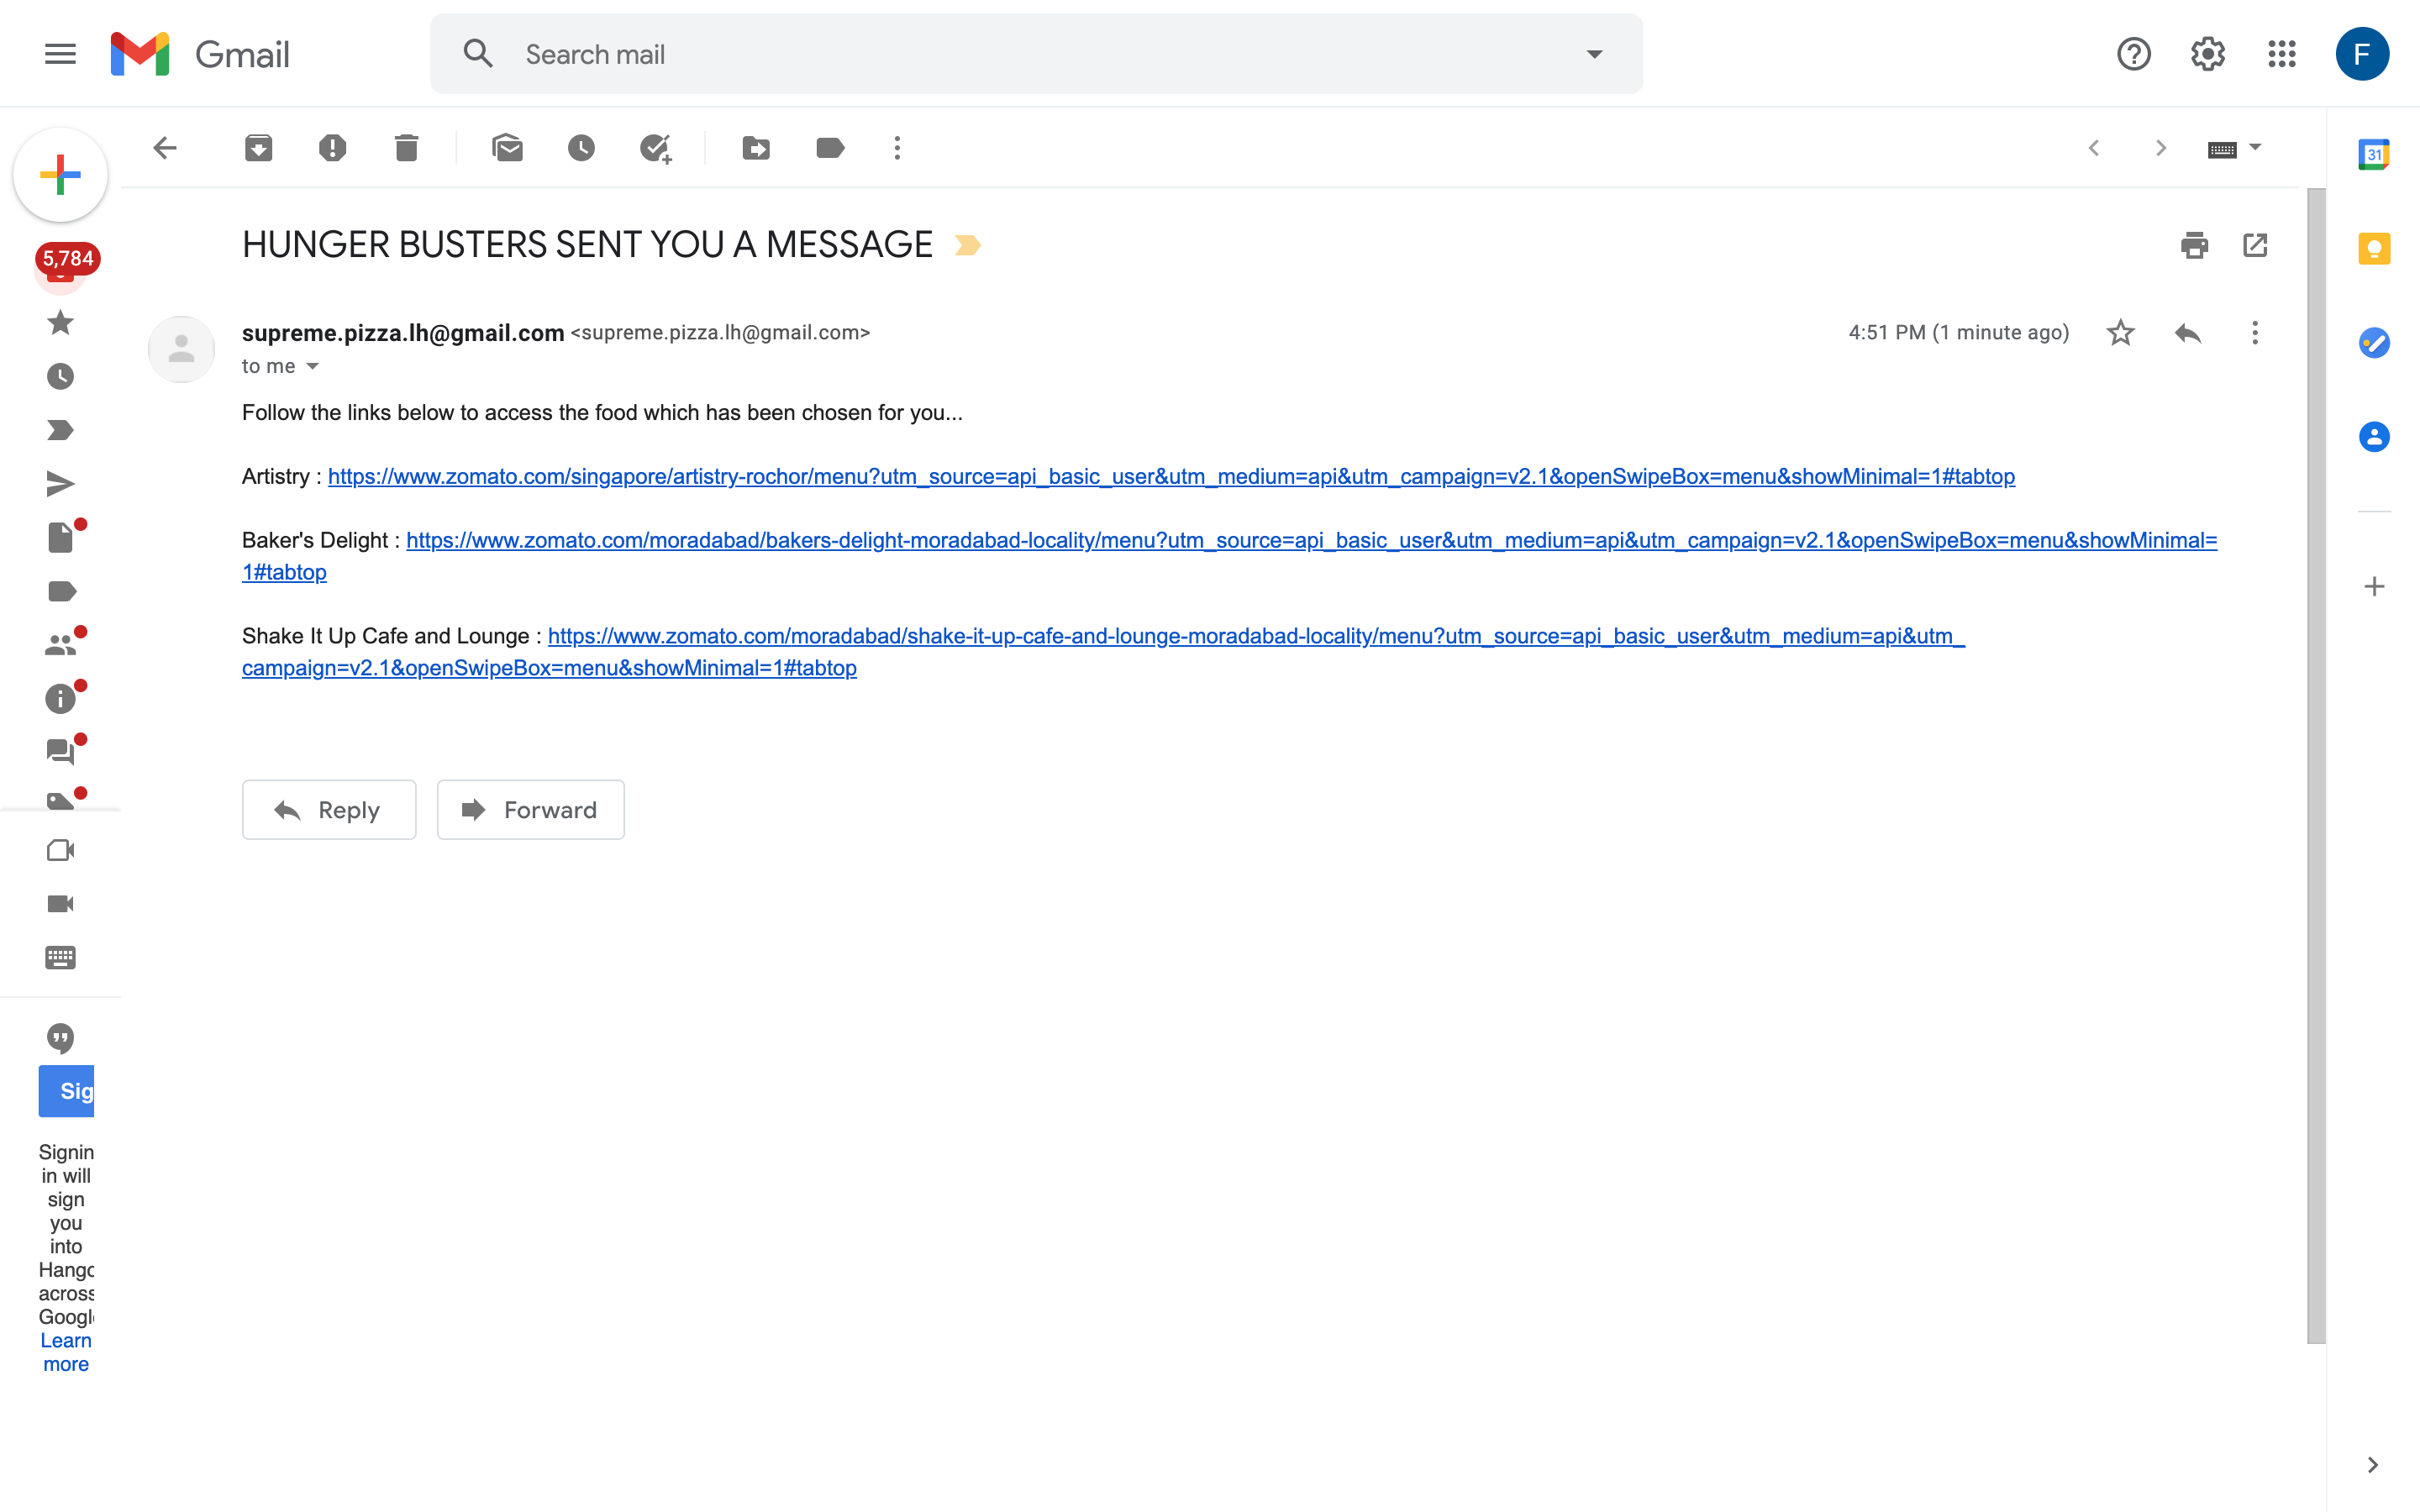 Gmail
Search mail
F
31
5,784
HUNGER BUSTERS SENT YOU A MESSAGE
supreme.pizza.lh@gmail.com <supreme.pizza.lh@gmail.com>
4:51 PM (1 minute ago)
to me
Follow the links below to access the food which has been chosen for you...
Artistry : https://www.zomato.com/singapore/artistry-rochor/menu?utm_source=api_basic_user&utm_medium=api&utm_campaign=v2.1&openSwipeBox=menu&showMinimal=1#tabtop
Baker's Delight : https://www.zomato.com/moradabad/bakers-delight-moradabad-locality/menu?utm_source=api_basic_user&utm_medium=api&utm_campaign=v2.1&openSwipeBox=menu&showMinimal=
1#tabtop
Shake It Up Cafe and Lounge : https://www.zomato.com/moradabad/shake-it-up-cafe-and-lounge-moradabad-locality/menu?utm_source=api_basic_user&utm_medium=api&utm_
campaign=v2.1&openSwipeBox=menu&showMinimal=1#tabtop
Reply
Forward
Sig
Signin
in will
sign
you
into
Hango
across
Googl
Learn
more